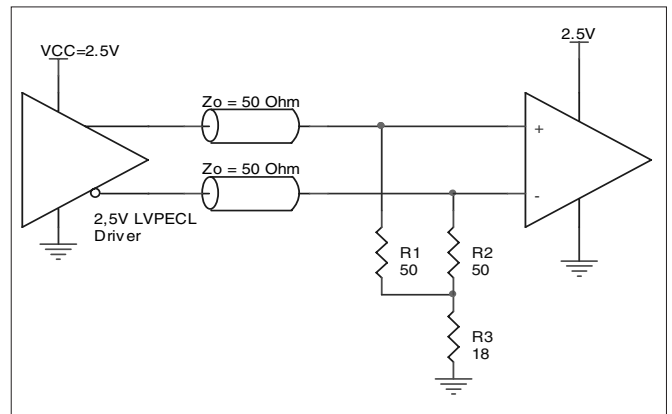 VCC=2.5V
2.5V
Zo = 50 Ohm
+
Zo = 50 Ohm
-
2,5V LVPECL
Driver
R1
50
R2
50
R3
18